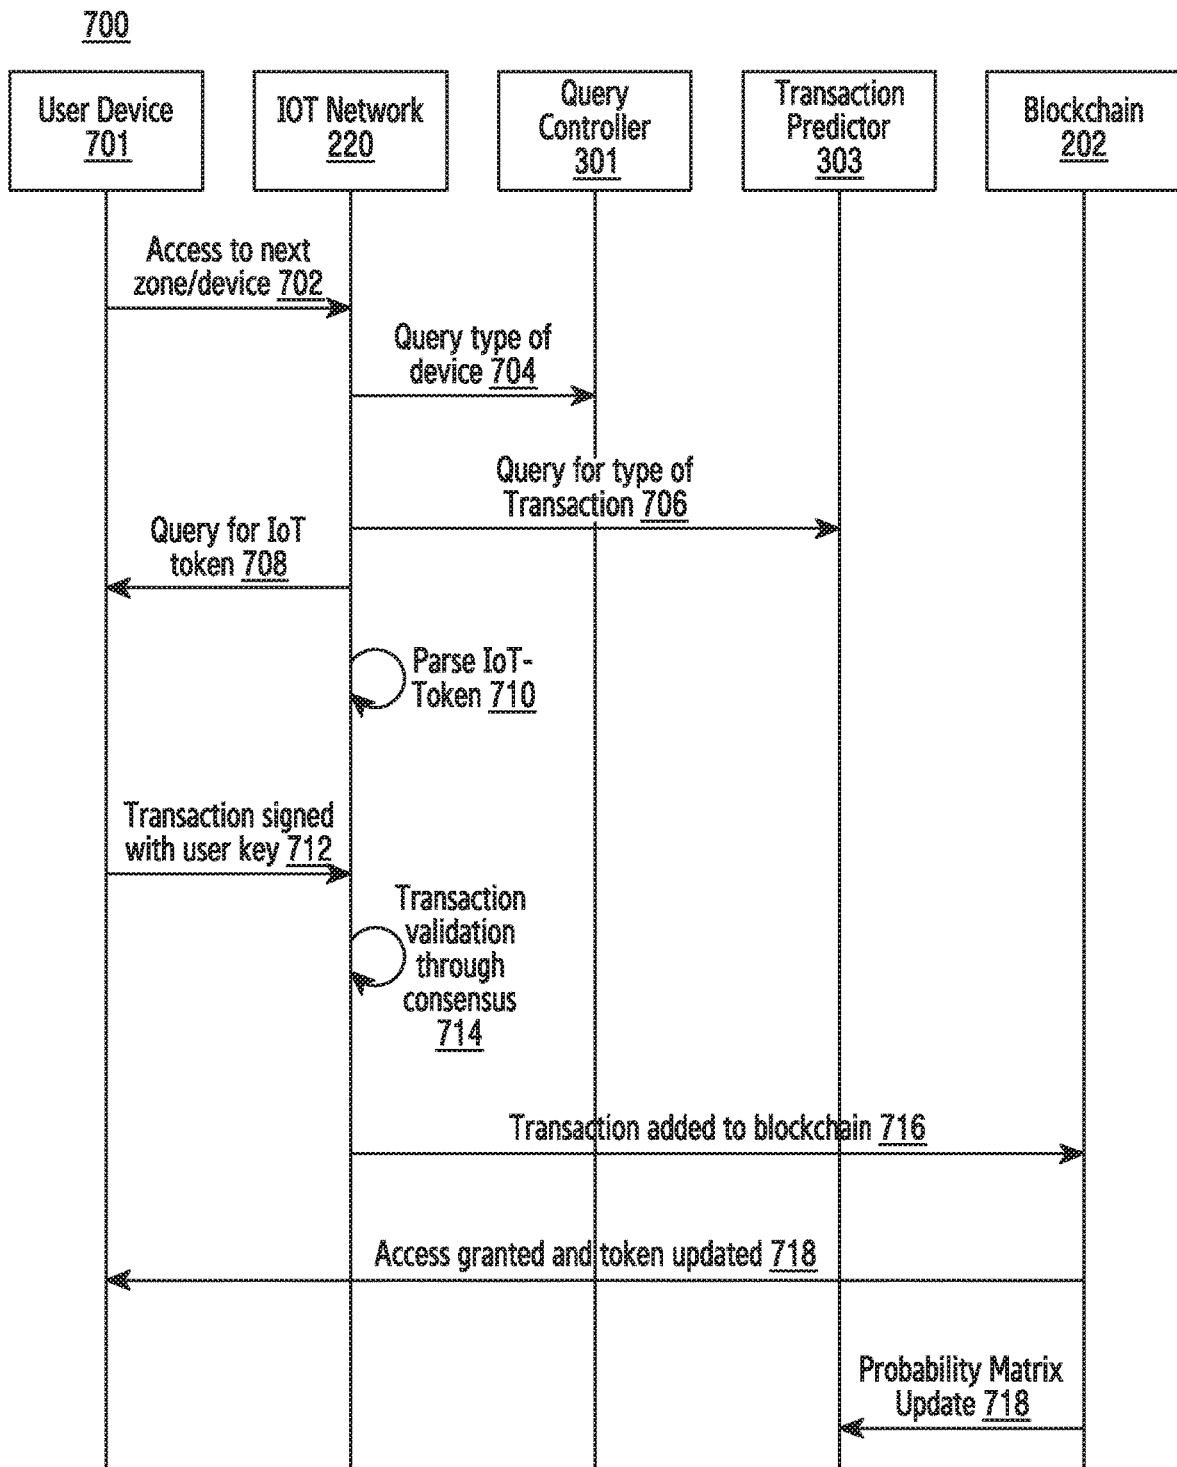 700
User Device
701
IOT Network
220
Query
Controller
301
Transaction
Predictor
303
Blockchain
202
Access to next
zone/device 702
Query type of
device 704
Query for type of
Transaction 706
Query for IoT
token 708
Parse IoT-
Token 710
Transaction signed
with user key 712
Transaction
validation
through
consensus
714
Transaction added to blockchain 716
Access granted and token updated 718
Probability Matrix
Update 718